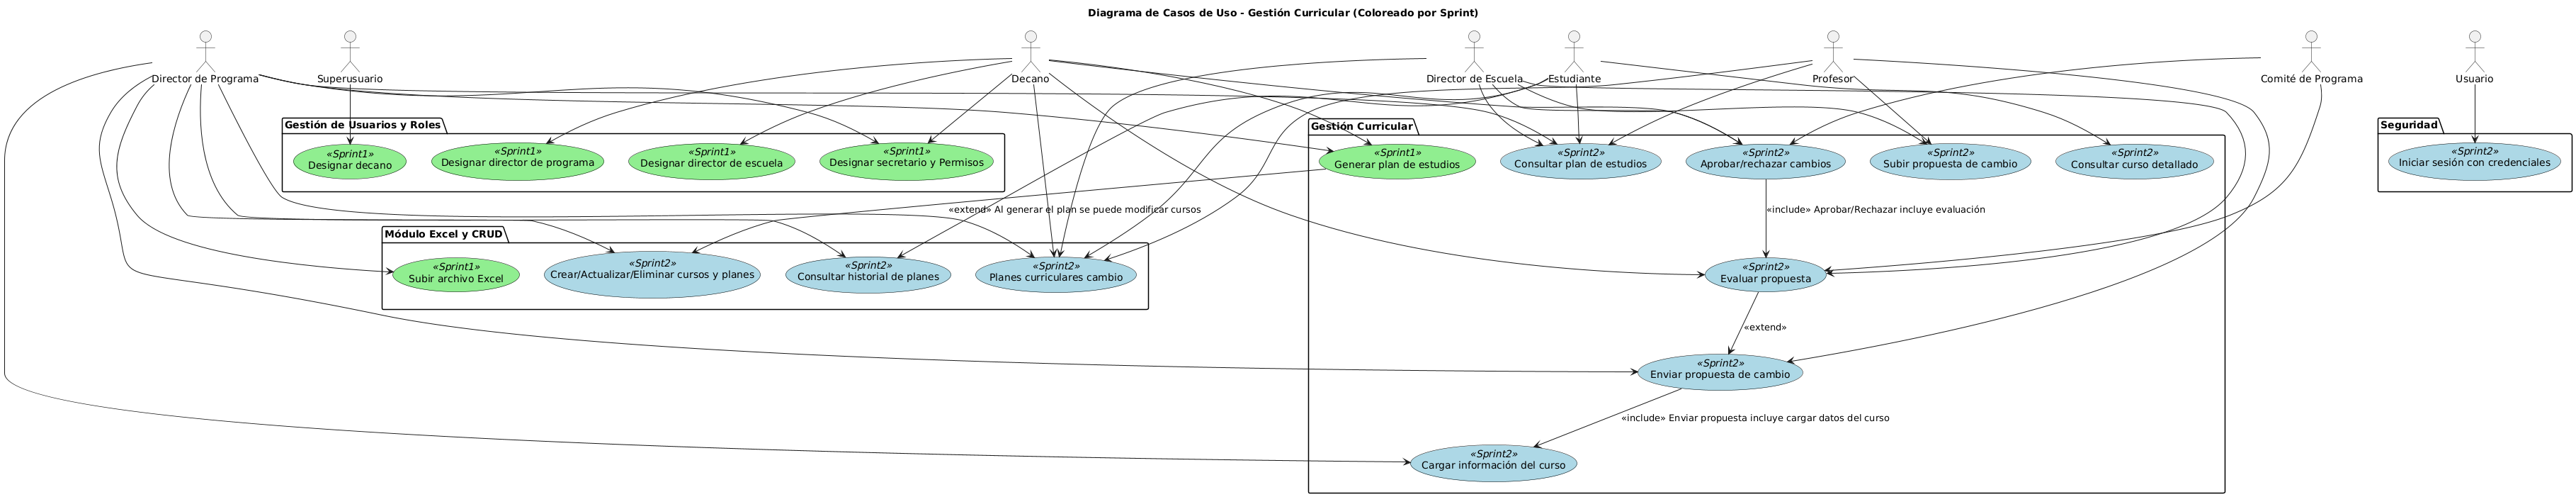 Diagrama de Casos de Uso - Gestión Curricular (Coloreado por Sprint)
Director de Programa
Superusuario
Decano
Director de Escuela
Estudiante
Profesor
Comité de Programa
Usuario
Gestión de Usuarios y Roles
«Sprint1»
Designar decano
«Sprint1»
Designar director de programa
«Sprint1»
Designar director de escuela
«Sprint1»
Designar secretario y Permisos
Gestión Curricular
«Sprint1»
Generar plan de estudios
«Sprint2»
Consultar plan de estudios
«Sprint2»
Aprobar/rechazar cambios
«Sprint2»
Subir propuesta de cambio
«Sprint2»
Consultar curso detallado
Seguridad
«Sprint2»
Iniciar sesión con credenciales
«extend» Al generar el plan se puede modificar cursos
«include» Aprobar/Rechazar incluye evaluación
Módulo Excel y CRUD
«Sprint1»
Subir archivo Excel
«Sprint2»
Crear/Actualizar/Eliminar cursos y planes
«Sprint2»
Consultar historial de planes
«Sprint2»
Planes curriculares cambio
«Sprint2»
Evaluar propuesta
«extend»
«Sprint2»
Enviar propuesta de cambio
«include» Enviar propuesta incluye cargar datos del curso
«Sprint2»
Cargar información del curso